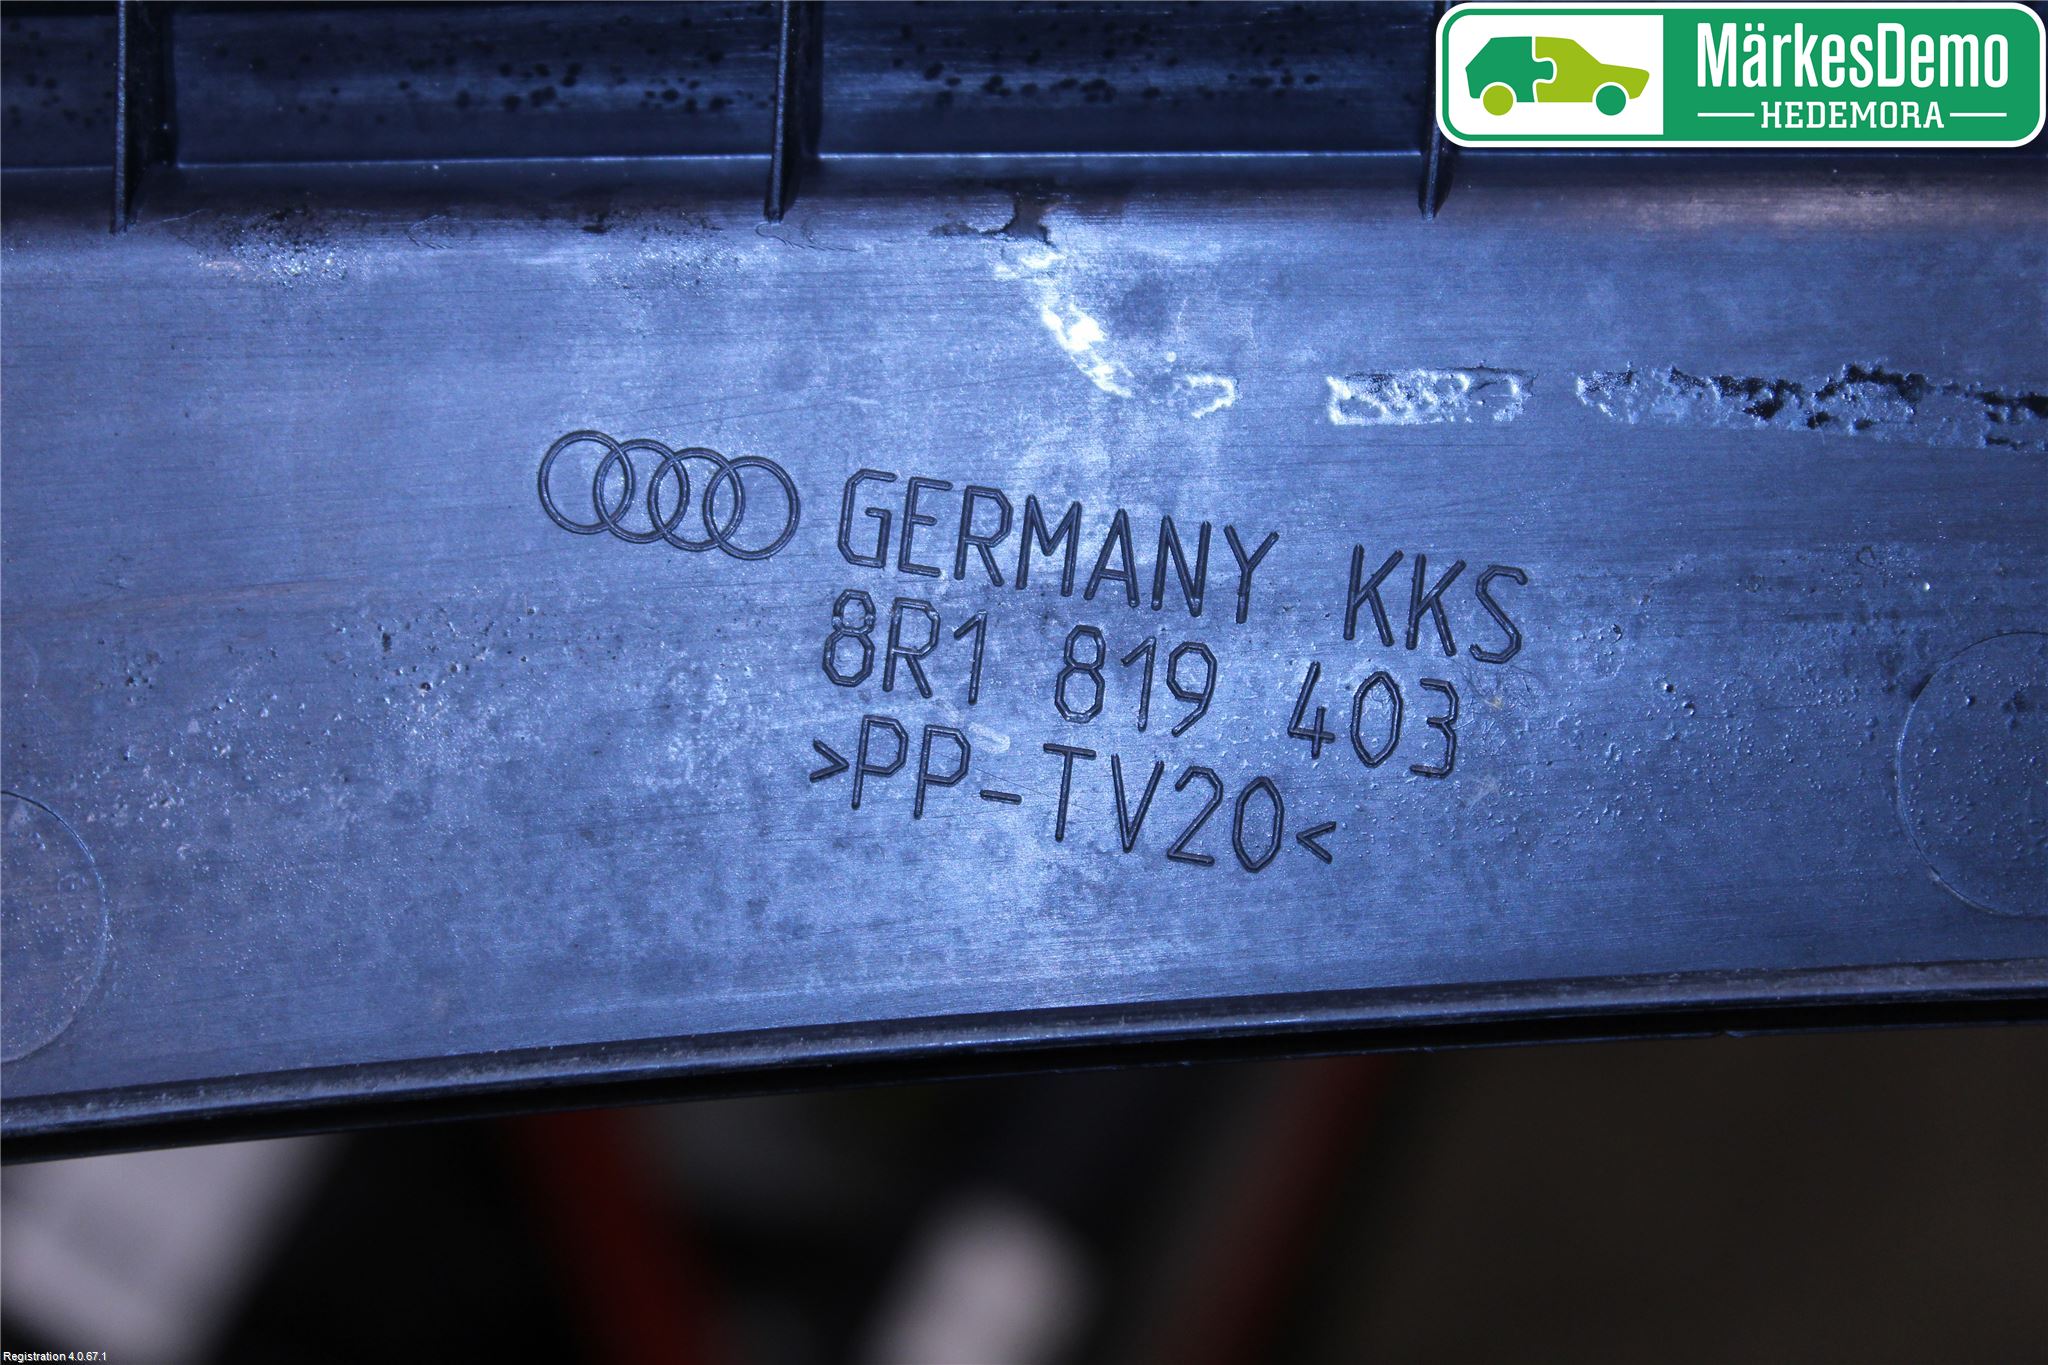 MärkesDemo
HEDEMORA
GERMANY KKS
8R1 819 403
>PP-TV20<
Registration 4.0.67.1